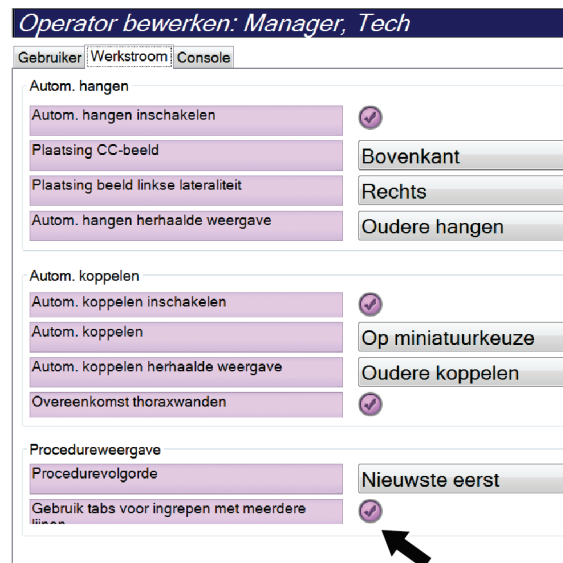 Operator bewerken: Manager, Tech
Gebruiker Werkstroom Console
Autom. hangen
Autom. hangen inschakelen
Plaatsing CC-beeld Bovenkant
Plaatsing beeld linkse lateraliteit Rechts
Autom. hangen herhaalde weergave Oudere hangen
Autom. koppelen
Autom. koppelen inschakelen
Autom. koppelen Op miniatuurkeuze
Autom. koppelen herhaalde weergave Oudere koppelen
Overeenkomst thoraxwanden
Procedureweergave
Procedurevolgorde Nieuwste eerst
Gebruik tabs voor ingrepen met meerdere